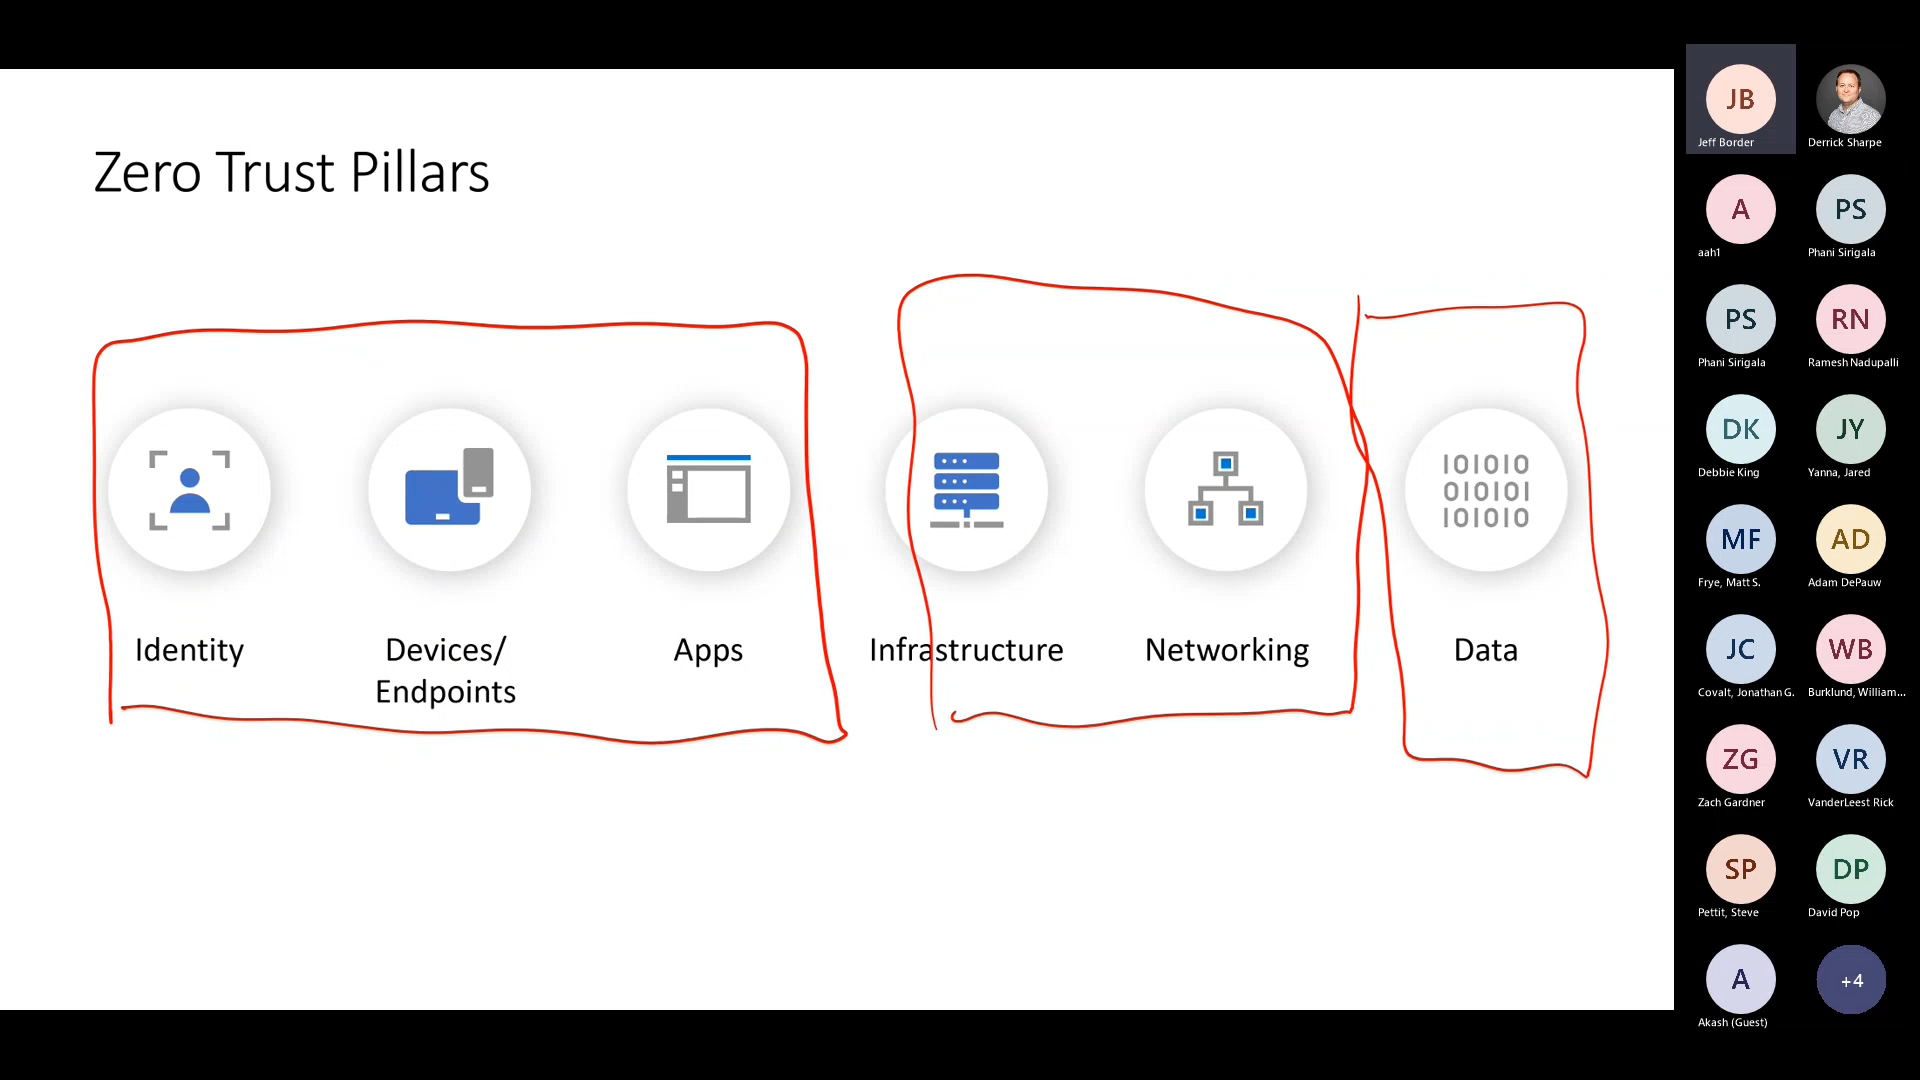 Zero Trust Pillars
Identity
Devices/
Endpoints
Apps
Infrastructure
Networking
Data
IOIOIO
OIOIOI
IOIOIO
JB
Jeff Border
Derrick Sharpe
A
aah1
PS
Phani Sirigala
PS
Phani Sirigala
RN
Ramesh Nadupalli
DK
Debbie King
JY
Yanna, Jared
MF
Frye, Matt S.
AD
Adam DePauw
JC
Covalt, Jonathan G.
WB
Burklund, William...
ZG
Zach Gardner
VR
VanderLeest Rick
SP
Pettit, Steve
DP
David Pop
A
Akash (Guest)
+4